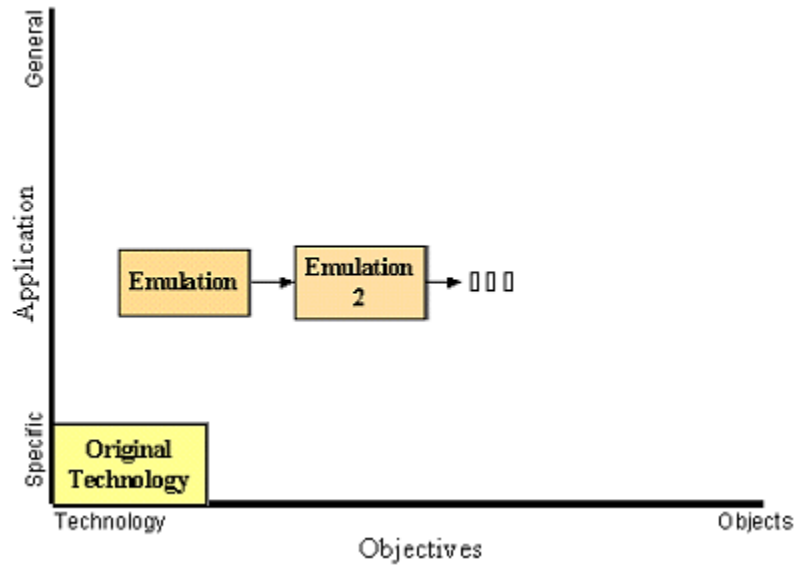 General
Application
Specific
Emulation
Emulation
2
Original
Technology
Technology
Objects
Objectives